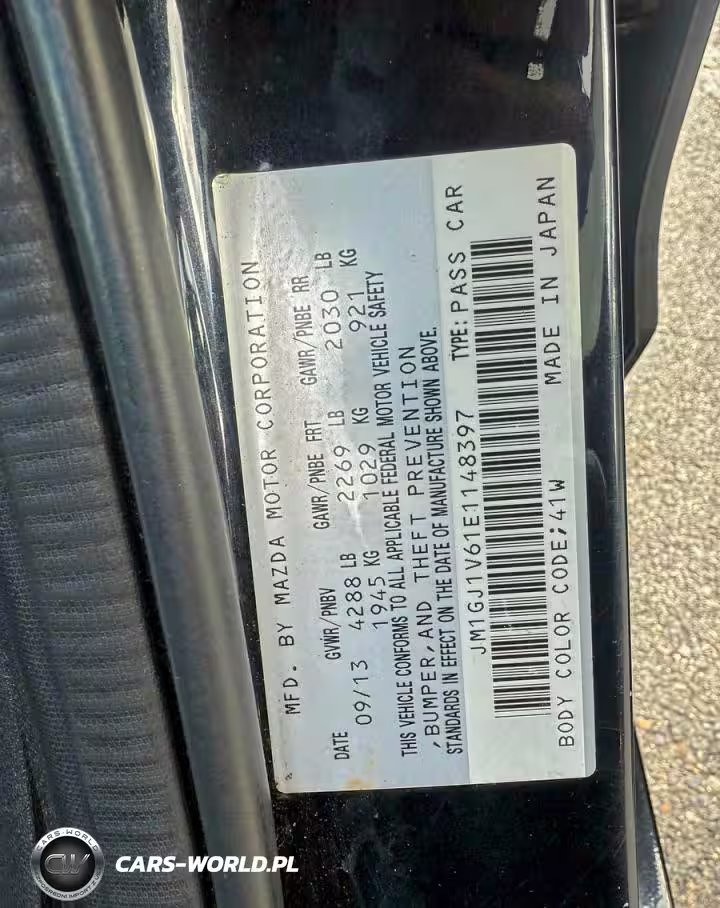 MFD. BY MAZDA MOTOR CORPORATION
DATE GVWR/PNBV GAWR/PNBE FRT GAWR/PNBE RR
09/13 4288 LB 2269 LB 2030 LB
1945 KG 1029 KG 921 KG
THIS VEHICLE CONFORMS TO ALL APPLICABLE FEDERAL MOTOR VEHICLE SAFETY
,BUMPER,AND THEFT PREVENTION
STANDARDS IN EFFECT ON THE DATE OF MANUFACTURE SHOWN ABOVE.
JM1GJ1V61E1148397 TYPE: PASS CAR
BODY COLOR CODE;41W MADE IN JAPAN
CARS-WORLD
CARS-WORLD.PL